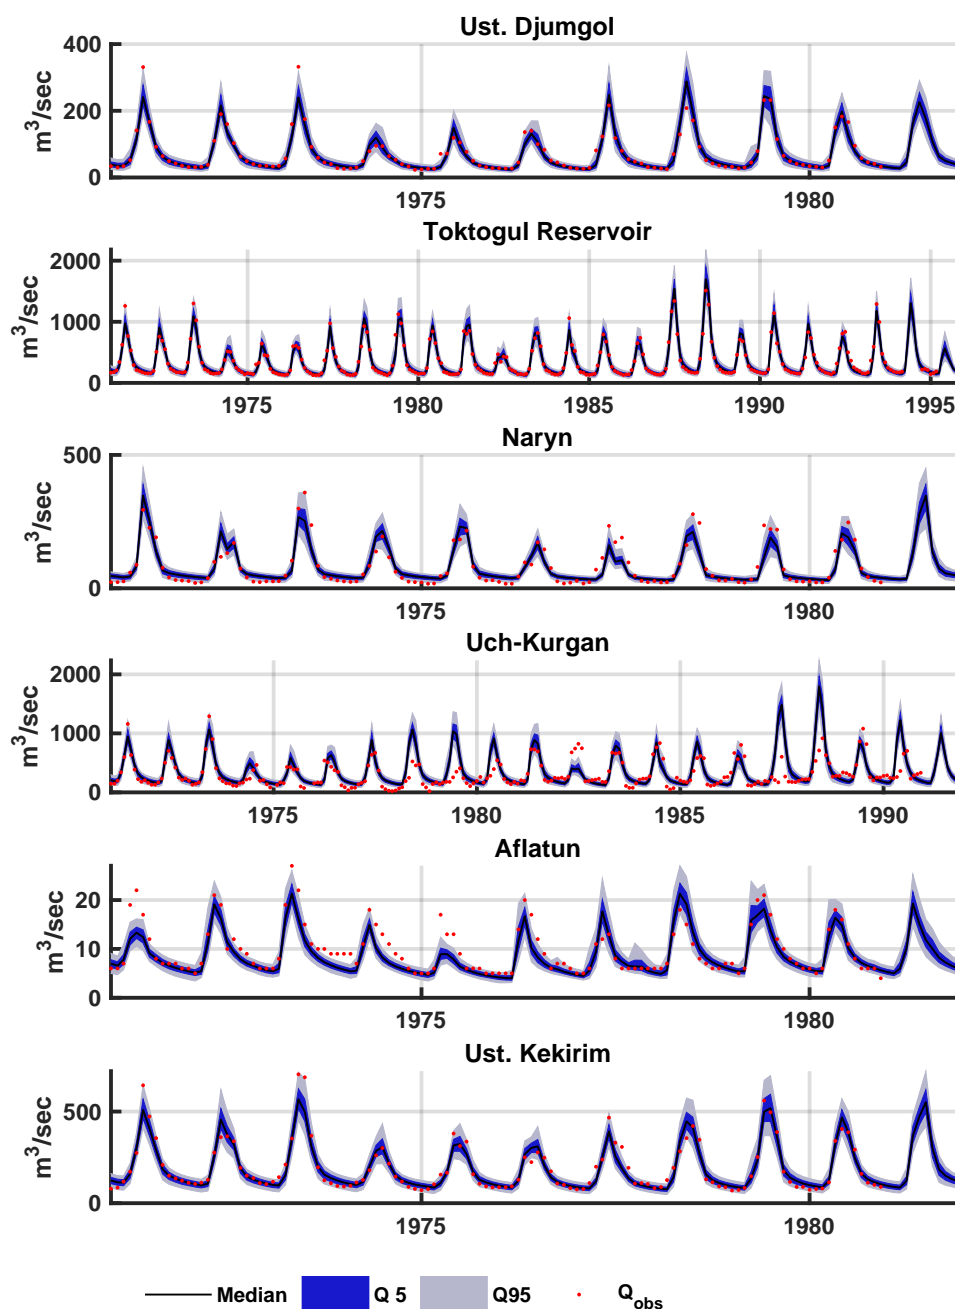 Ust. Djumgol
m³/sec
400
200
0
1975 1980
Toktogul Reservoir
m³/sec
2000
1000
0
1975 1980 1985 1990 1995
Naryn
m³/sec
500
0
1975 1980
Uch-Kurgan
m³/sec
2000
1000
0
1975 1980 1985 1990
Aflatun
m³/sec
20
10
0
1975 1980
Ust. Kekirim
m³/sec
500
0
1975 1980
Median Q 5 Q95 Q_obs